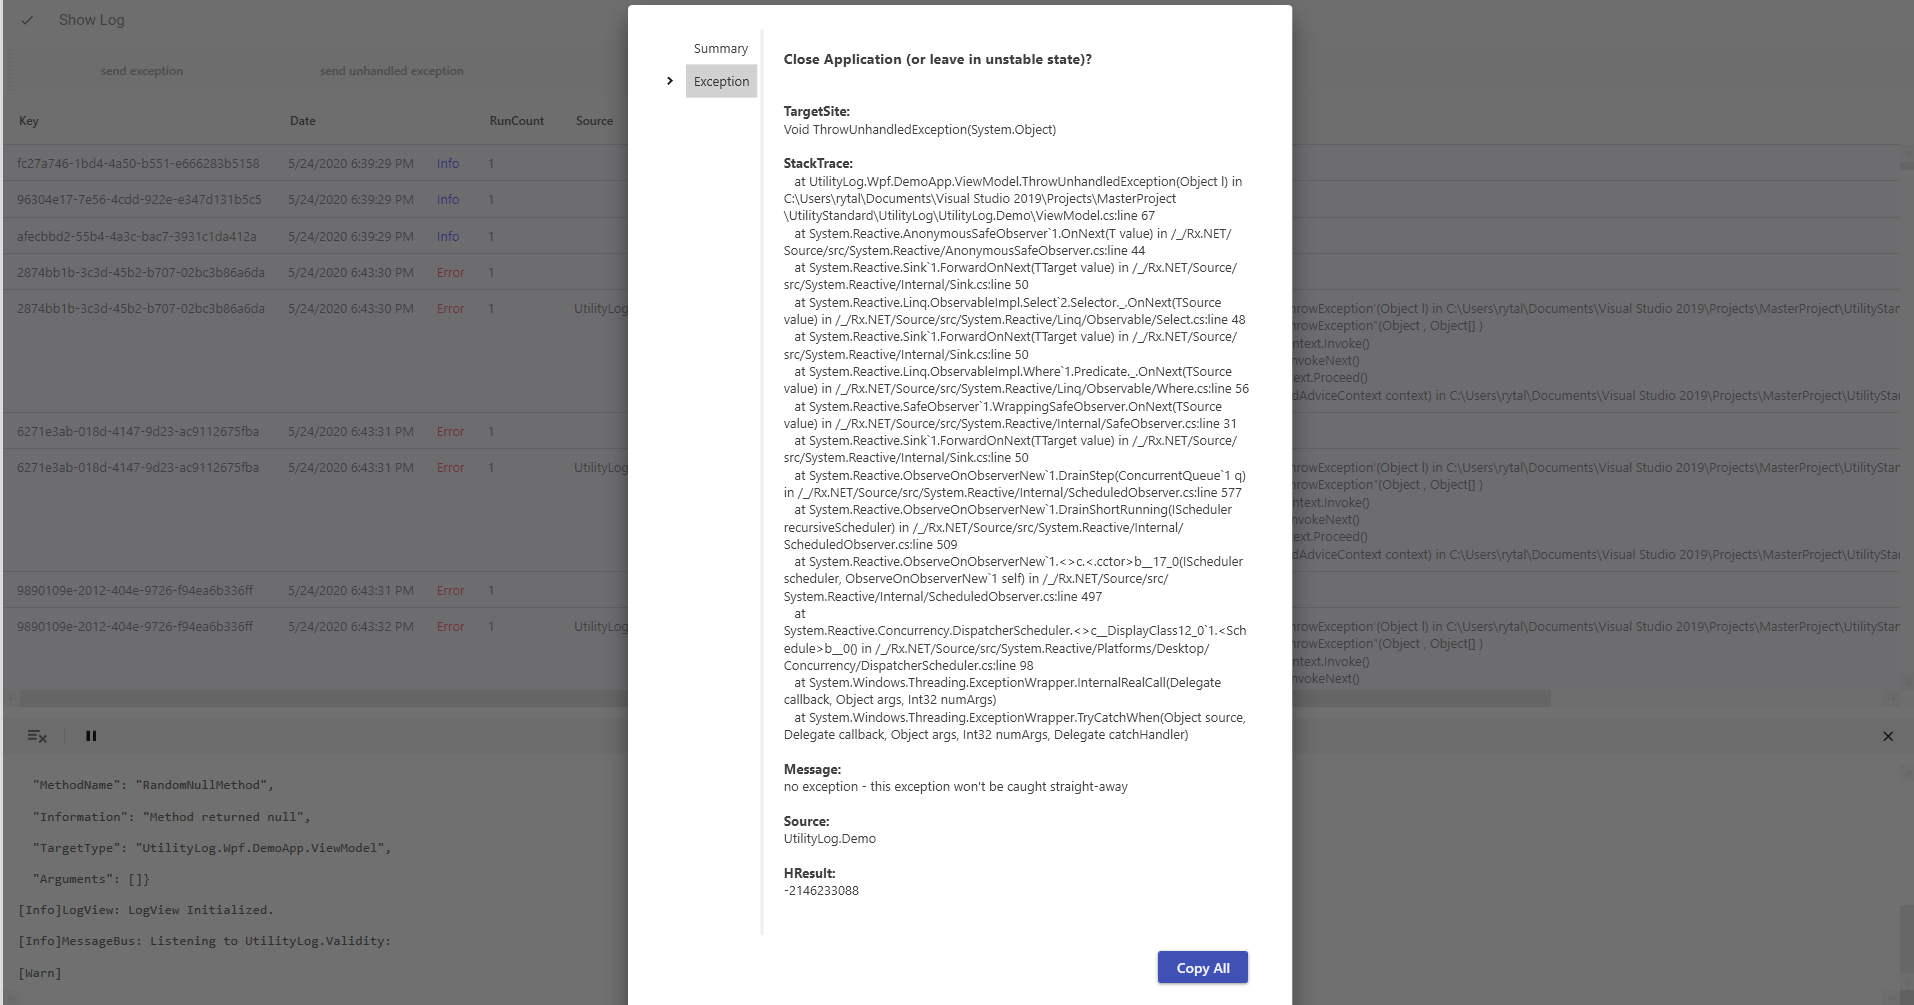 Show Log
send exception
send unhandled exception
Key Date RunCount Source
fc27a746-1bd4-4a50-b551-e666283b5158 5/24/2020 6:39:29 PM Info 1
96304e17-7e56-4cdd-922e-e347d131b5c5 5/24/2020 6:39:29 PM Info 1
afecbbd2-55b4-4a3c-bac7-3931c1da412a 5/24/2020 6:39:29 PM Info 1
2874bb1b-3c3d-45b2-b707-02bc3b86a6da 5/24/2020 6:43:30 PM Error 1
2874bb1b-3c3d-45b2-b707-02bc3b86a6da 5/24/2020 6:43:30 PM Error 1 UtilityLog
hrowException'(Object l) in C:\Users\rytal\Documents\Visual Studio 2019\Projects\MasterProject\UtilityStar
hrowException"(Object , Object[] )
ntext.Invoke()
nvokeNext()
ext.Proceed()
dAdviceContext context) in C:\Users\rytal\Documents\Visual Studio 2019\Projects\MasterProject\UtilitySta
6271e3ab-018d-4147-9d23-ac9112675fba 5/24/2020 6:43:31 PM Error 1
6271e3ab-018d-4147-9d23-ac9112675fba 5/24/2020 6:43:31 PM Error 1 UtilityLog
hrowException'(Object l) in C:\Users\rytal\Documents\Visual Studio 2019\Projects\MasterProject\UtilityStar
hrowException"(Object , Object[] )
ntext.Invoke()
nvokeNext()
ext.Proceed()
dAdviceContext context) in C:\Users\rytal\Documents\Visual Studio 2019\Projects\MasterProject\UtilitySta
9890109e-2012-404e-9726-f94ea6b336ff 5/24/2020 6:43:31 PM Error 1
9890109e-2012-404e-9726-f94ea6b336ff 5/24/2020 6:43:32 PM Error 1 UtilityLog
hrowException'(Object l) in C:\Users\rytal\Documents\Visual Studio 2019\Projects\MasterProject\UtilityStar
hrowException"(Object , Object[] )
ntext.Invoke()
nvokeNext()
"MethodName": "RandomNullMethod",
"Information": "Method returned null",
"TargetType": "UtilityLog.Wpf.DemoApp.ViewModel",
"Arguments": []}
[Info]LogView: LogView Initialized.
[Info]MessageBus: Listening to UtilityLog.Validity:
[Warn]
Summary
Exception
Close Application (or leave in unstable state)?
TargetSite:
Void ThrowUnhandledException(System.Object)
StackTrace:
at UtilityLog.Wpf.DemoApp.ViewModel.ThrowUnhandledException(Object l) in
C:\Users\rytal\Documents\Visual Studio 2019\Projects\MasterProject
\UtilityStandard\UtilityLog\UtilityLog.Demo\ViewModel.cs:line 67
at System.Reactive.AnonymousSafeObserver`1.OnNext(T value) in /_/Rx.NET/
Source/src/System.Reactive/AnonymousSafeObserver.cs:line 44
at System.Reactive.Sink`1.ForwardOnNext(TTarget value) in /_/Rx.NET/Source/
src/System.Reactive/Internal/Sink.cs:line 50
at System.Reactive.Linq.ObservableImpl.Select`2.Selector._.OnNext(TSource
value) in /_/Rx.NET/Source/src/System.Reactive/Linq/Observable/Select.cs:line 48
at System.Reactive.Sink`1.ForwardOnNext(TTarget value) in /_/Rx.NET/Source/
src/System.Reactive/Internal/Sink.cs:line 50
at System.Reactive.Linq.ObservableImpl.Where`1.Predicate._.OnNext(TSource
value) in /_/Rx.NET/Source/src/System.Reactive/Linq/Observable/Where.cs:line 56
at System.Reactive.SafeObserver`1.WrappingSafeObserver.OnNext(TSource
value) in /_/Rx.NET/Source/src/System.Reactive/Internal/SafeObserver.cs:line 31
at System.Reactive.Sink`1.ForwardOnNext(TTarget value) in /_/Rx.NET/Source/
src/System.Reactive/Internal/Sink.cs:line 50
at System.Reactive.ObserveOnObserverNew`1.DrainStep(ConcurrentQueue`1 q)
in /_/Rx.NET/Source/src/System.Reactive/Internal/ScheduledObserver.cs:line 577
at System.Reactive.ObserveOnObserverNew`1.DrainShortRunning(IScheduler
recursiveScheduler) in /_/Rx.NET/Source/src/System.Reactive/Internal/
ScheduledObserver.cs:line 509
at System.Reactive.ObserveOnObserverNew`1.<>c.<.cctor>b__17_0(IScheduler
scheduler, ObserveOnObserverNew`1 self) in /_/Rx.NET/Source/src/
System.Reactive/Internal/ScheduledObserver.cs:line 497
at
System.Reactive.Concurrency.DispatcherScheduler.<>c__DisplayClass12_0`1.<Sch
edule>b__0() in /_/Rx.NET/Source/src/System.Reactive/Platforms/Desktop/
Concurrency/DispatcherScheduler.cs:line 98
at System.Windows.Threading.ExceptionWrapper.InternalRealCall(Delegate
callback, Object args, Int32 numArgs)
at System.Windows.Threading.ExceptionWrapper.TryCatchWhen(Object source,
Delegate callback, Object args, Int32 numArgs, Delegate catchHandler)
Message:
no exception - this exception won't be caught straight-away
Source:
UtilityLog.Demo
HResult:
-2146233088
Copy All